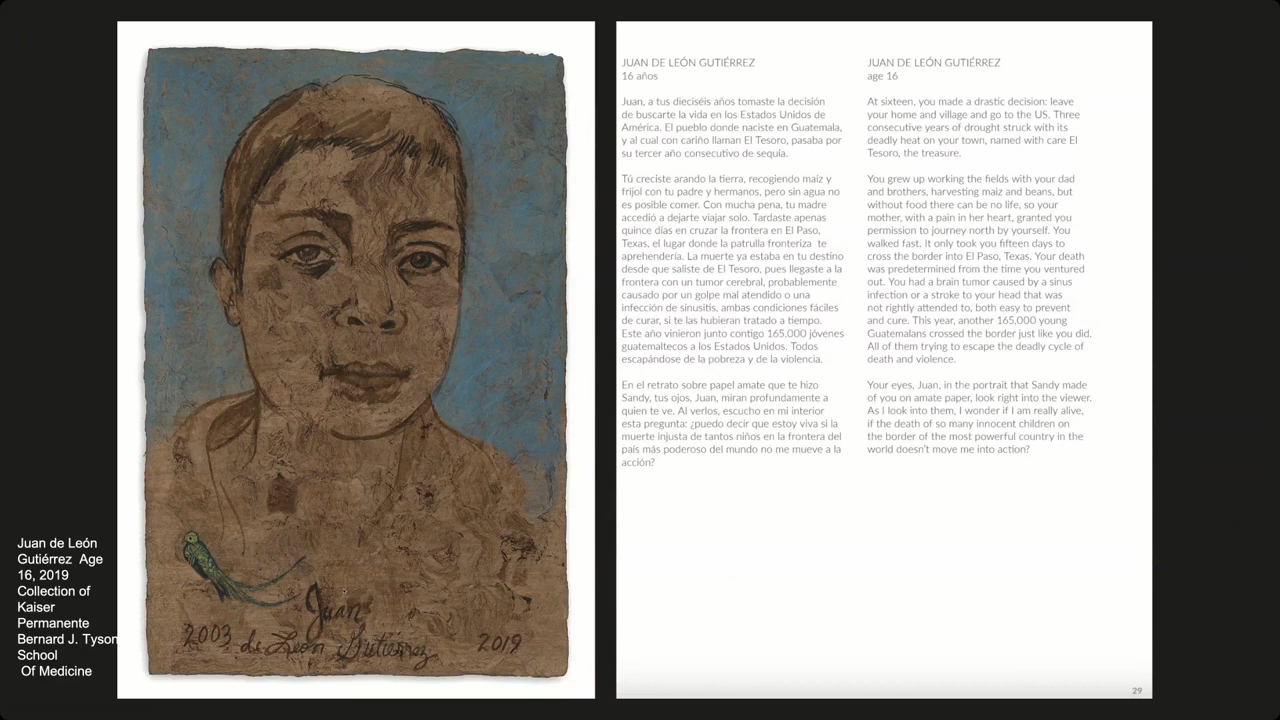 JUAN DE LEÓN GUTIÉRREZ
16 años
Juan, a tus dieciséis años tomaste la decisión
de buscarte la vida en los Estados Unidos de
América. El pueblo donde naciste en Guatemala,
y al cual con cariño llaman El Tesoro, pasaba por
su tercer año consecutivo de sequía.
Tú creciste arando la tierra, recogiendo maíz y
frijol con tu padre y hermanos, pero sin agua no
es posible comer. Con mucha pena, tu madre
accedió a dejarte viajar solo. Tardaste apenas
quince días en cruzar la frontera en El Paso,
Texas, el lugar donde la patrulla fronteriza te
aprehendería. La muerte ya estaba en tu destino
desde que saliste de El Tesoro, pues llegaste a la
frontera con un tumor cerebral, probablemente
causado por un golpe mal atendido o una
infección de sinusitis, ambas condiciones fáciles
de curar, si te las hubieran tratado a tiempo.
Este año vinieron junto contigo 165,000 jóvenes
guatemaltecos a los Estados Unidos. Todos
escapándose de la pobreza y de la violencia.
En el retrato sobre papel amate que te hizo
Sandy, tus ojos, Juan, miran profundamente a
quien te ve. Al verlos, escucho en mi interior
esta pregunta: ¿puedo decir que estoy viva si la
muerte injusta de tantos niños en la frontera del
país más poderoso del mundo no me mueve a la
acción?
JUAN DE LEÓN GUTIÉRREZ
age 16
At sixteen, you made a drastic decision: leave
your home and village and go to the US. Three
consecutive years of drought struck with its
deadly heat on your town, named with care El
Tesoro, the treasure.
You grew up working the fields with your dad
and brothers, harvesting maiz and beans, but
without food there can be no life, so your
mother, with a pain in her heart, granted you
permission to journey north by yourself. You
walked fast. It only took you fifteen days to
cross the border into El Paso, Texas. Your death
was predetermined from the time you ventured
out. You had a brain tumor caused by a sinus
infection or a stroke to your head that was
not rightly attended to, both easy to prevent
and cure. This year, another 165,000 young
Guatemalans crossed the border just like you did.
All of them trying to escape the deadly cycle of
death and violence.
Your eyes, Juan, in the portrait that Sandy made
of you on amate paper, look right into the viewer.
As I look into them, I wonder if I am really alive,
if the death of so many innocent children on
the border of the most powerful country in the
world doesn't move me into action?
Juan de León
Gutiérrez Age
16, 2019
Collection of
Kaiser
Permanente
Bernard J. Tyson
School
Of Medicine
Juan
2003 de León Gutiérrez 2019
29